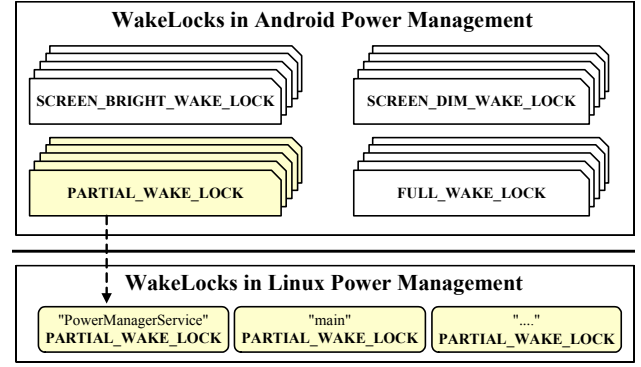 WakeLocks in Android Power Management
SCREEN_BRIGHT_WAKE_LOCK
SCREEN_DIM_WAKE_LOCK
PARTIAL_WAKE_LOCK
FULL_WAKE_LOCK
WakeLocks in Linux Power Management
"PowerManagerService"
PARTIAL_WAKE_LOCK
"main"
PARTIAL_WAKE_LOCK
"...."
PARTIAL_WAKE_LOCK